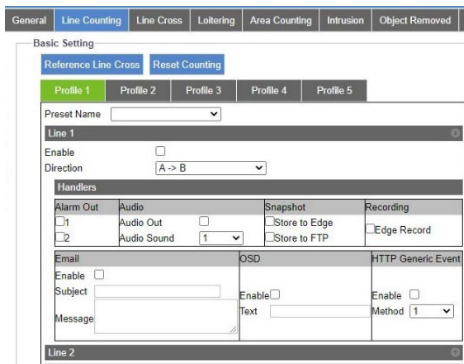 General Line Counting Line Cross Loitering Area Counting Intrusion Object Removed
Basic Setting
Reference Line Cross Reset Counting
Profile 1 Profile 2 Profile 3 Profile 4 Profile 5
Preset Name
Line 1
Enable
Direction A -> B
Handlers
Alarm Out Audio Snapshot Recording
1 Audio Out Store to Edge Edge Record
2 Audio Sound 1 Store to FTP
Email OSD HTTP Generic Event
Enable
Subject Enable Enable
Message Text Method 1
Line 2